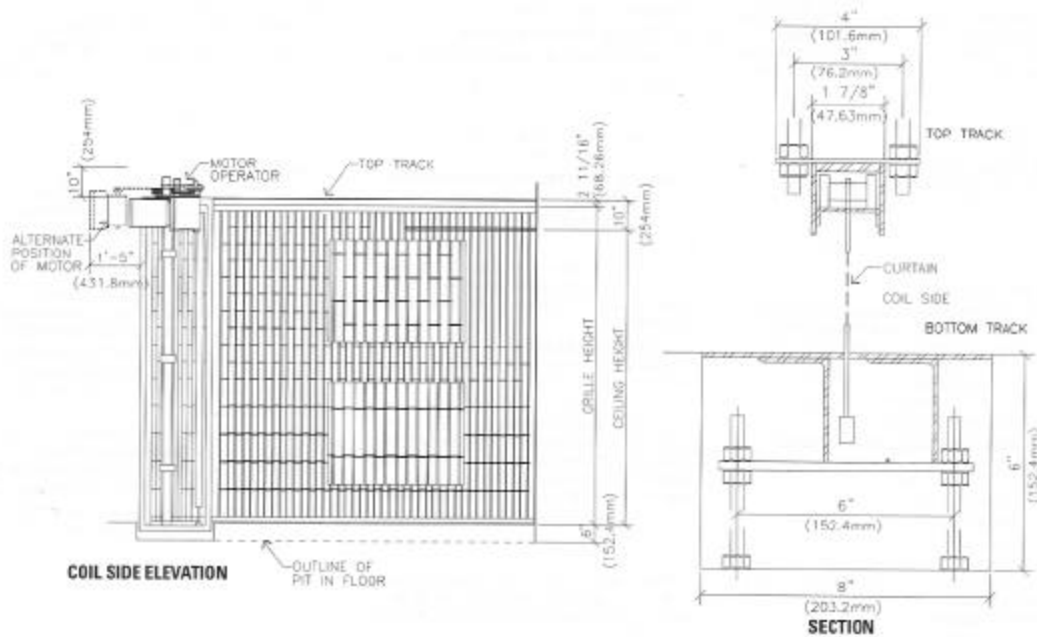 10"
(254mm)
MOTOR
OPERATOR
TOP TRACK
2 11/16"
(68.26mm)
10"
(254mm)
ALTERNATE
POSITION
OF MOTOR
1'-5"
(431.8mm)
GRILLE HEIGHT
CEILING HEIGHT
6"
(152.4mm)
OUTLINE OF
PIT IN FLOOR
COIL SIDE ELEVATION
4"
(101.6mm)
3"
(76.2mm)
1 7/8"
(47.63mm)
TOP TRACK
CURTAIN
COIL SIDE
BOTTOM TRACK
6"
(152.4mm)
6"
(152.4mm)
8"
(203.2mm)
SECTION